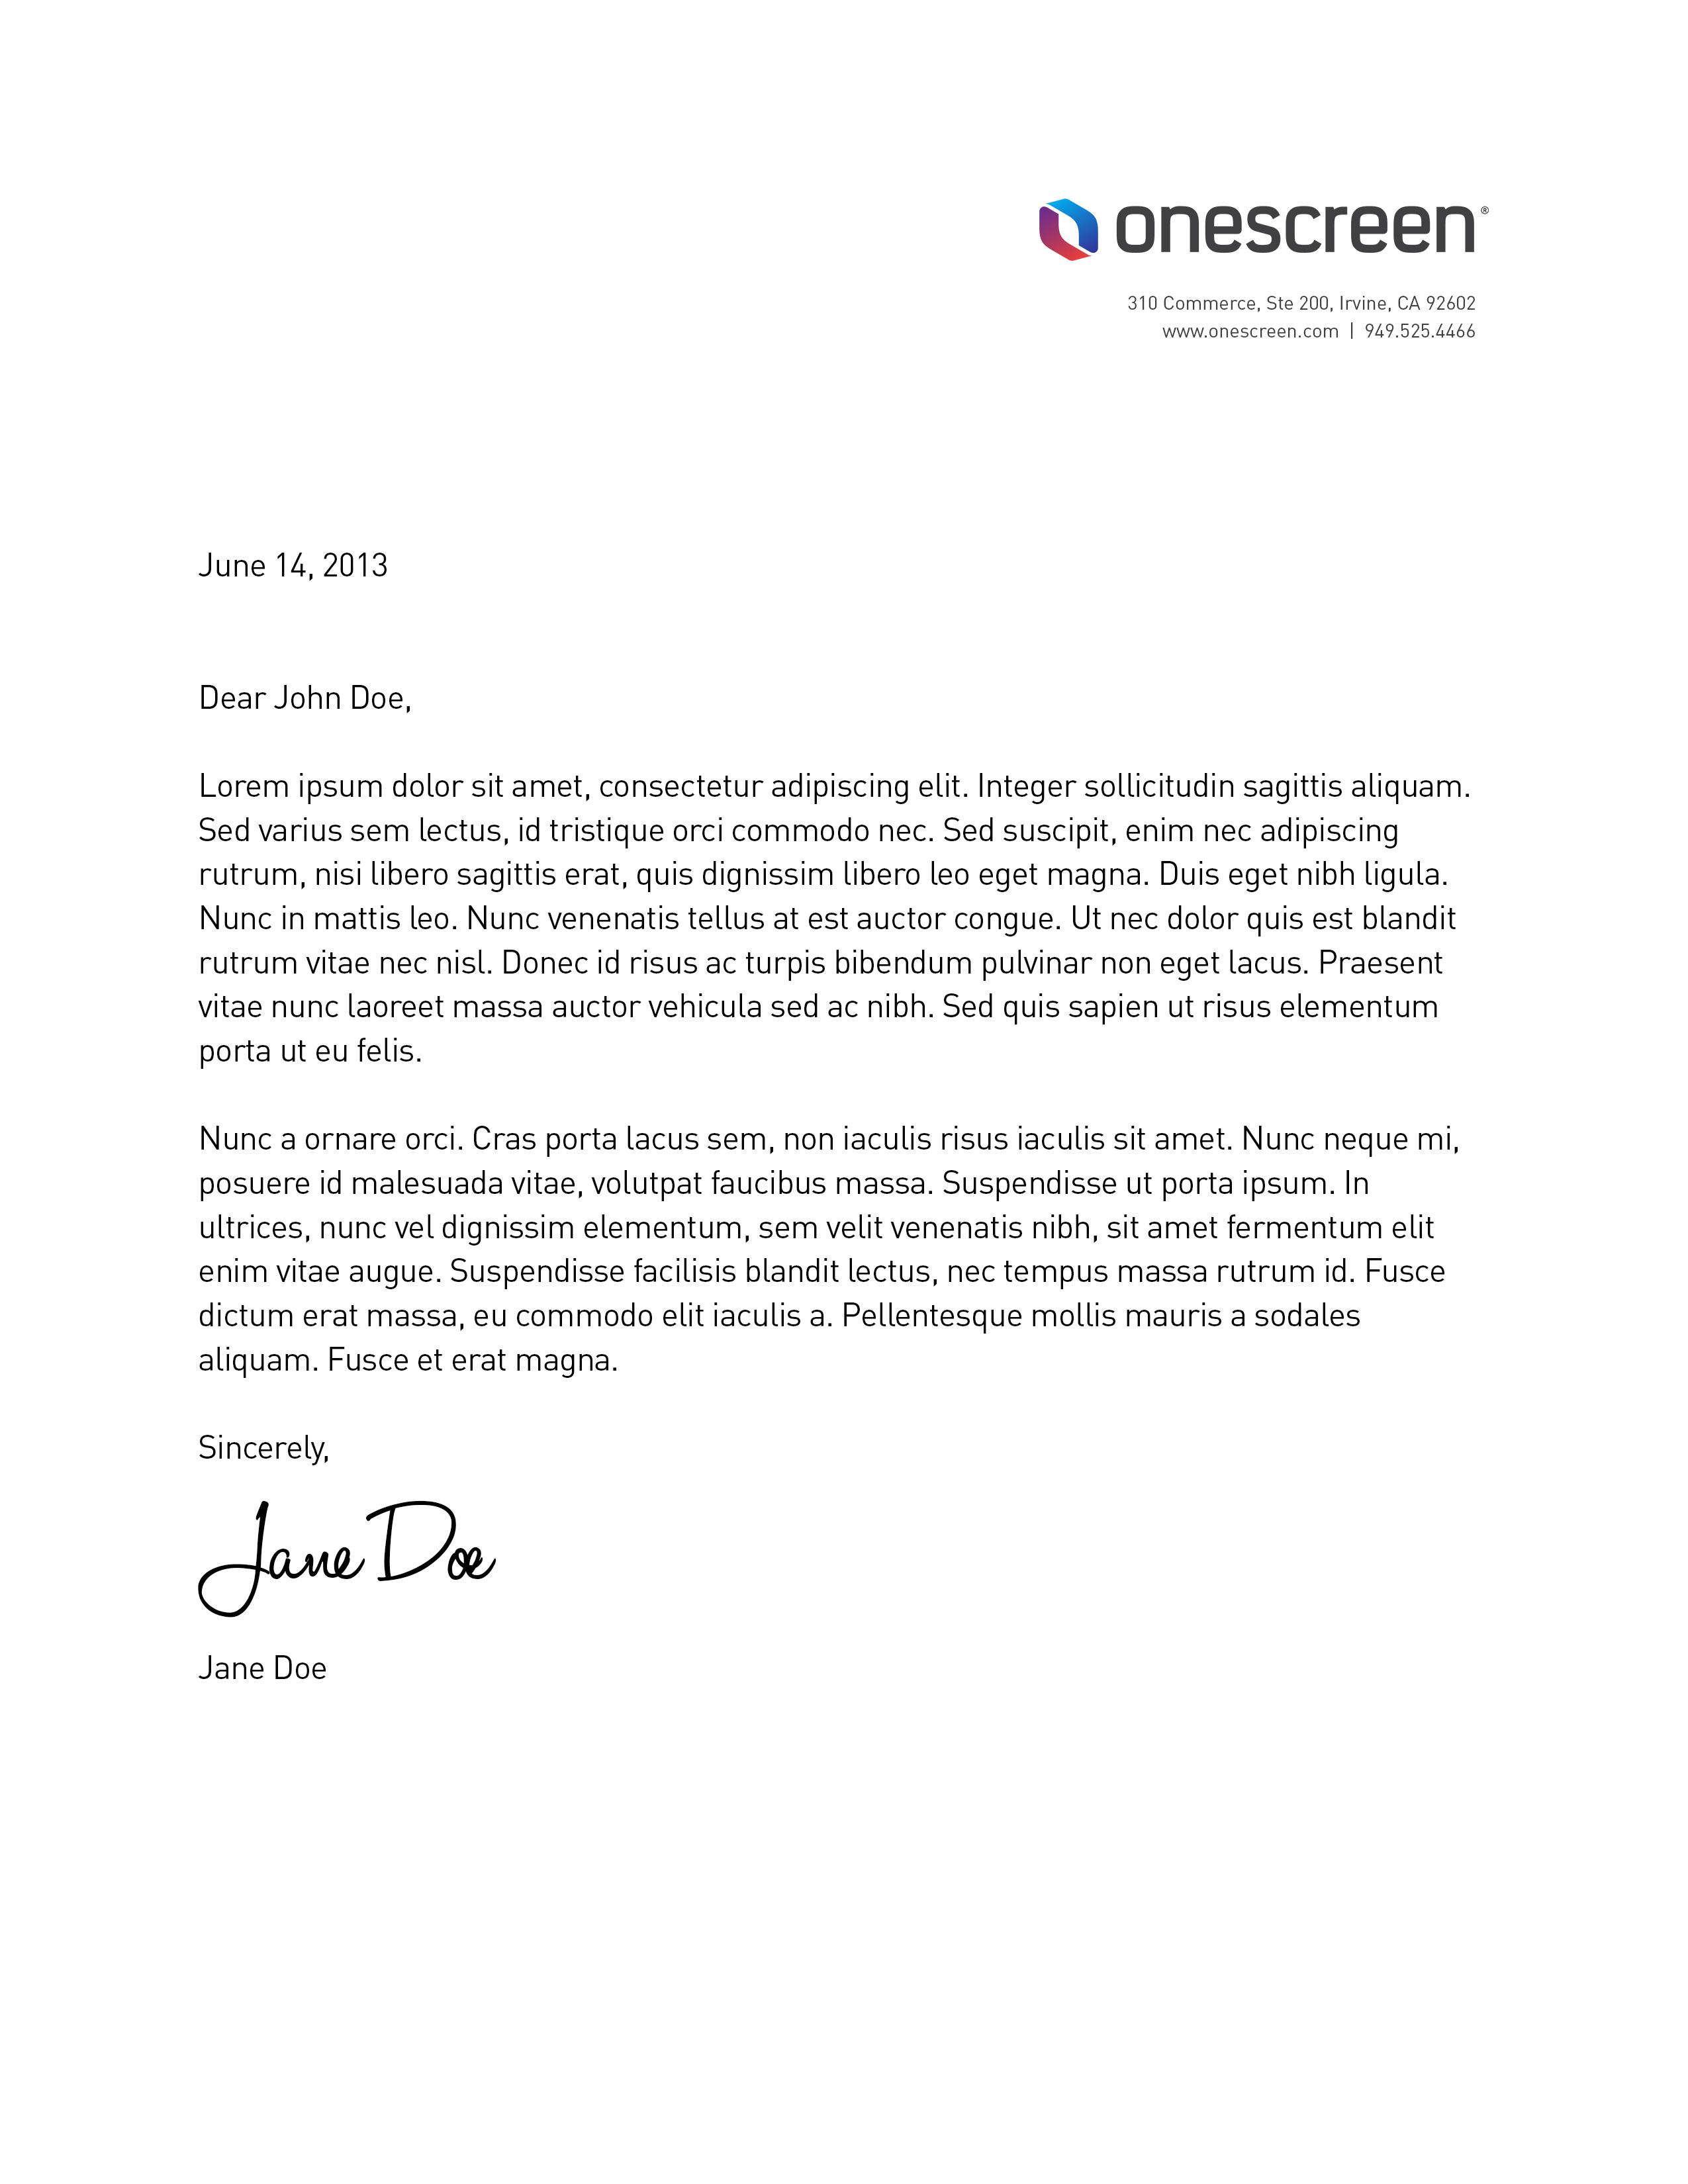 onescreen®
310 Commerce, Ste 200, Irvine, CA 92602
www.onescreen.com | 949.525.4466
June 14, 2013
Dear John Doe,
Lorem ipsum dolor sit amet, consectetur adipiscing elit. Integer sollicitudin sagittis aliquam.
Sed varius sem lectus, id tristique orci commodo nec. Sed suscipit, enim nec adipiscing
rutrum, nisi libero sagittis erat, quis dignissim libero leo eget magna. Duis eget nibh ligula.
Nunc in mattis leo. Nunc venenatis tellus at est auctor congue. Ut nec dolor quis est blandit
rutrum vitae nec nisl. Donec id risus ac turpis bibendum pulvinar non eget lacus. Praesent
vitae nunc laoreet massa auctor vehicula sed ac nibh. Sed quis sapien ut risus elementum
porta ut eu felis.
Nunc a ornare orci. Cras porta lacus sem, non iaculis risus iaculis sit amet. Nunc neque mi,
posuere id malesuada vitae, volutpat faucibus massa. Suspendisse ut porta ipsum. In
ultrices, nunc vel dignissim elementum, sem velit venenatis nibh, sit amet fermentum elit
enim vitae augue. Suspendisse facilisis blandit lectus, nec tempus massa rutrum id. Fusce
dictum erat massa, eu commodo elit iaculis a. Pellentesque mollis mauris a sodales
aliquam. Fusce et erat magna.
Sincerely,
Jane Doe
Jane Doe